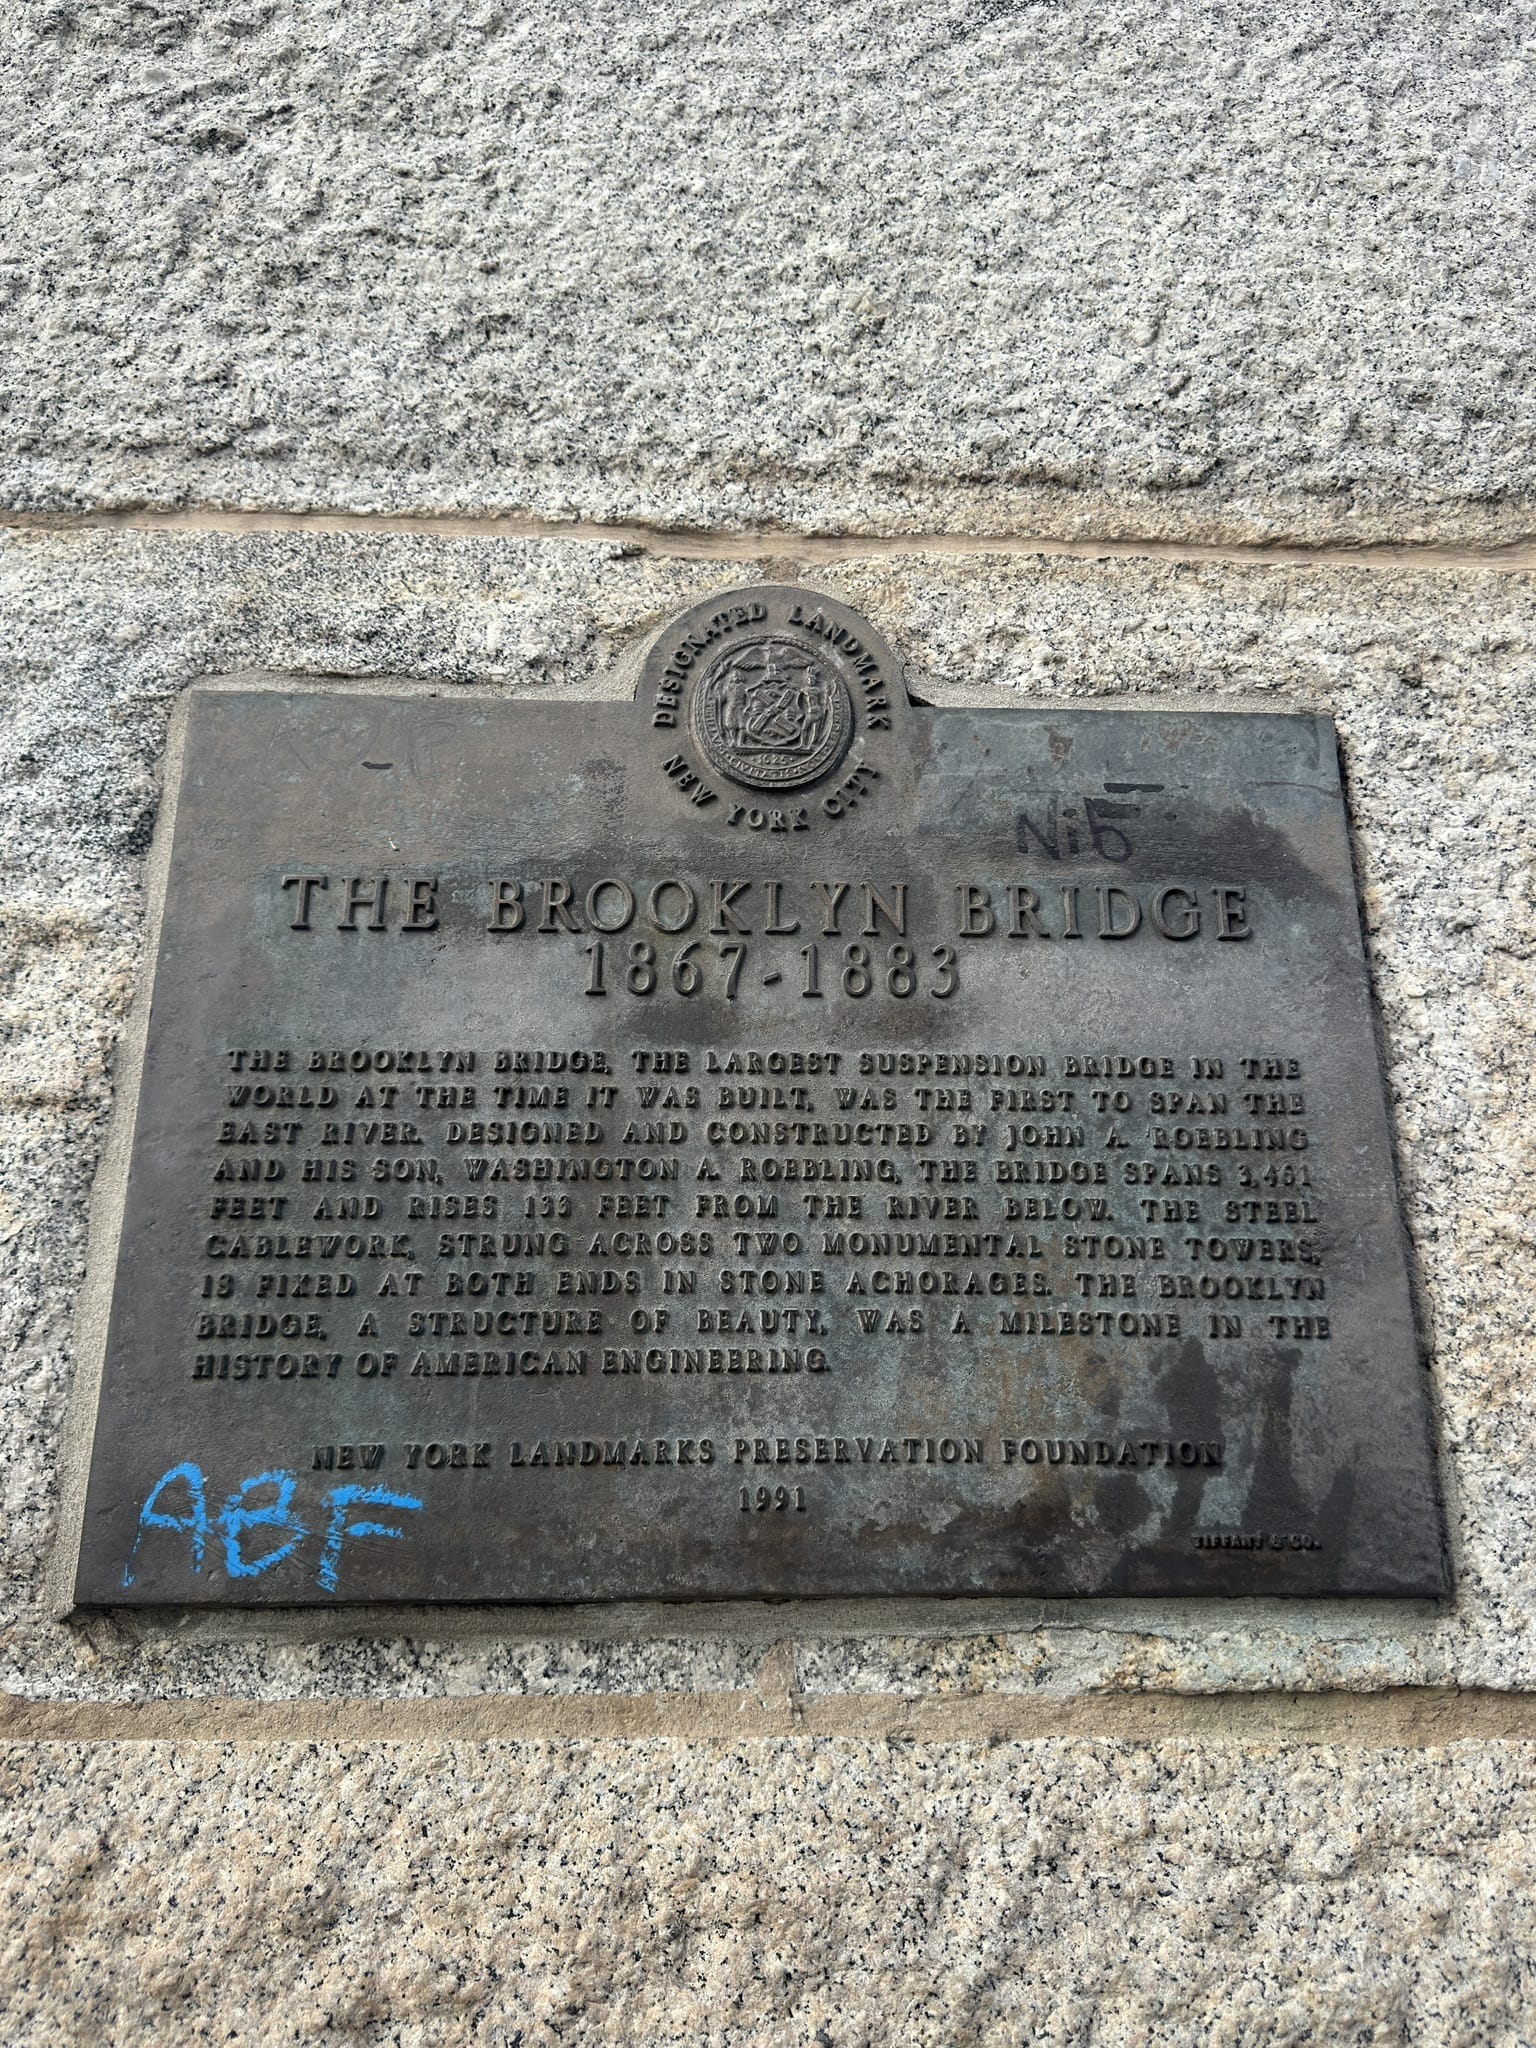 DESIGNATED LANDMARK
NEW YORK CITY
1625
Nib
THE BROOKLYN BRIDGE
1867-1883
THE BROOKLYN BRIDGE, THE LARGEST SUSPENSION BRIDGE IN THE
WORLD AT THE TIME IT WAS BUILT, WAS THE FIRST TO SPAN THE
EAST RIVER. DESIGNED AND CONSTRUCTED BY JOHN A. ROEBLING
AND HIS SON, WASHINGTON A. ROEBLING, THE BRIDGE SPANS 3,451
FEET AND RISES 133 FEET FROM THE RIVER BELOW. THE STEEL
CABLEWORK, STRUNG ACROSS TWO MONUMENTAL STONE TOWERS,
IS FIXED AT BOTH ENDS IN STONE ACHORAGES. THE BROOKLYN
BRIDGE, A STRUCTURE OF BEAUTY, WAS A MILESTONE IN THE
HISTORY OF AMERICAN ENGINEERING.
NEW YORK LANDMARKS PRESERVATION FOUNDATION
1991
ABF
TIFFANY & CO.